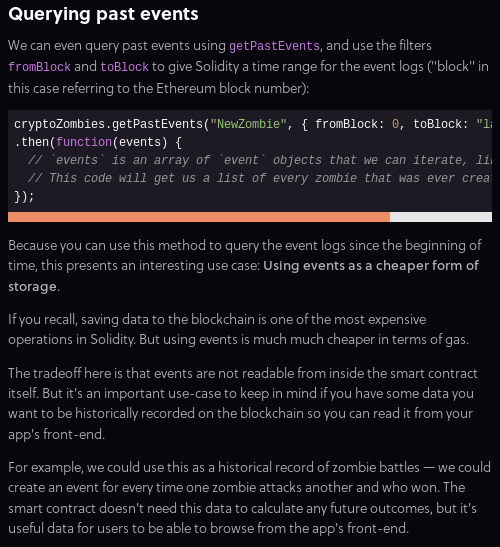 Querying past events
We can even query past events using getPastEvents, and use the filters
fromBlock and toBlock to give Solidity a time range for the event logs ("block" in
this case referring to the Ethereum block number):
cryptoZombies.getPastEvents("NewZombie", { fromBlock: 0, toBlock: "la
.then(function(events) {
// `events` is an array of `event` objects that we can iterate, li
// This code will get us a list of every zombie that was ever crea
});
Because you can use this method to query the event logs since the beginning of
time, this presents an interesting use case: Using events as a cheaper form of
storage.
If you recall, saving data to the blockchain is one of the most expensive
operations in Solidity. But using events is much much cheaper in terms of gas.
The tradeoff here is that events are not readable from inside the smart contract
itself. But it's an important use-case to keep in mind if you have some data you
want to be historically recorded on the blockchain so you can read it from your
app's front-end.
For example, we could use this as a historical record of zombie battles — we could
create an event for every time one zombie attacks another and who won. The
smart contract doesn't need this data to calculate any future outcomes, but it's
useful data for users to be able to browse from the app's front-end.